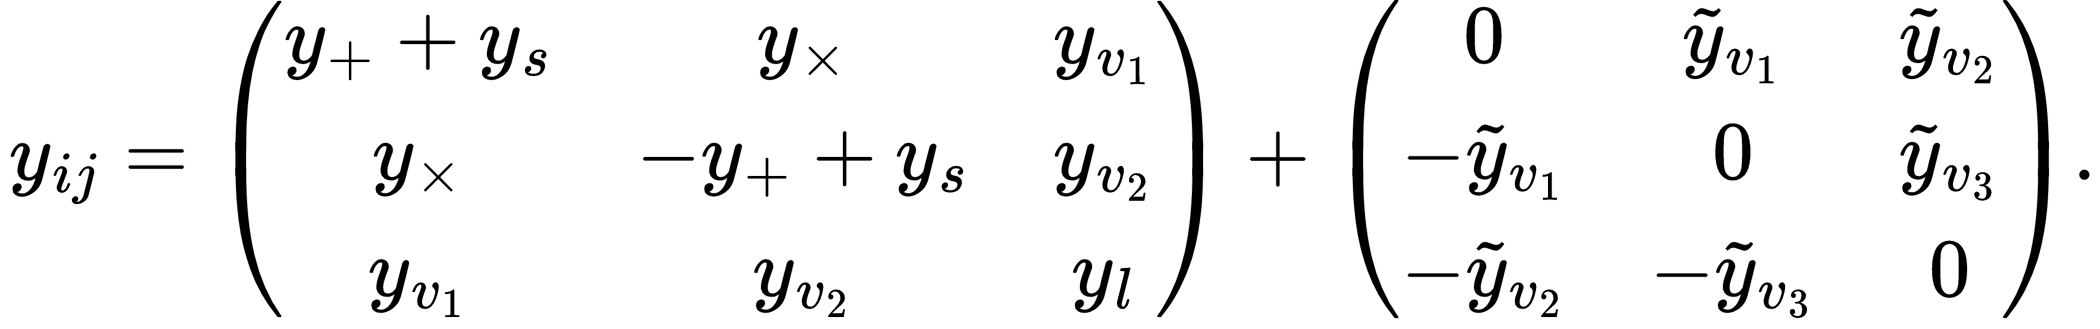 y_{ij} = \begin{pmatrix} y_+ + y_s & y_\times & y_{v_1} \\ y_\times & -y_+ + y_s & y_{v_2} \\ y_{v_1} & y_{v_2} & y_l \end{pmatrix} + \begin{pmatrix} 0 & \tilde{y}_{v_1} & \tilde{y}_{v_2} \\ -\tilde{y}_{v_1} & 0 & \tilde{y}_{v_3} \\ -\tilde{y}_{v_2} & -\tilde{y}_{v_3} & 0 \end{pmatrix}.